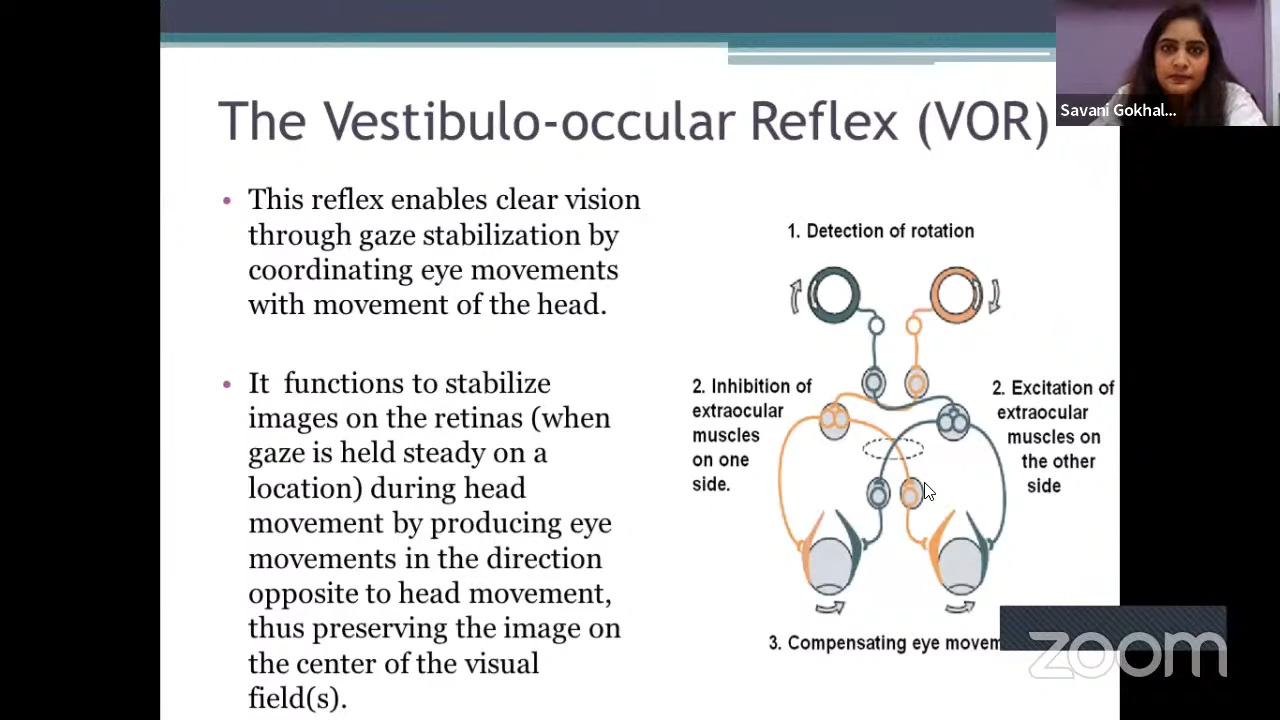 The Vestibulo-occular Reflex (VOR)
Savani Gokhal...
• This reflex enables clear vision
through gaze stabilization by
coordinating eye movements
with movement of the head.
• It functions to stabilize
images on the retinas (when
gaze is held steady on a
location) during head
movement by producing eye
movements in the direction
opposite to head movement,
thus preserving the image on
the center of the visual
field(s).
1. Detection of rotation
2. Inhibition of
extraocular
muscles
on one
side.
2. Excitation of
extraocular
muscles on
the other
side
3. Compensating eye movem
zoom